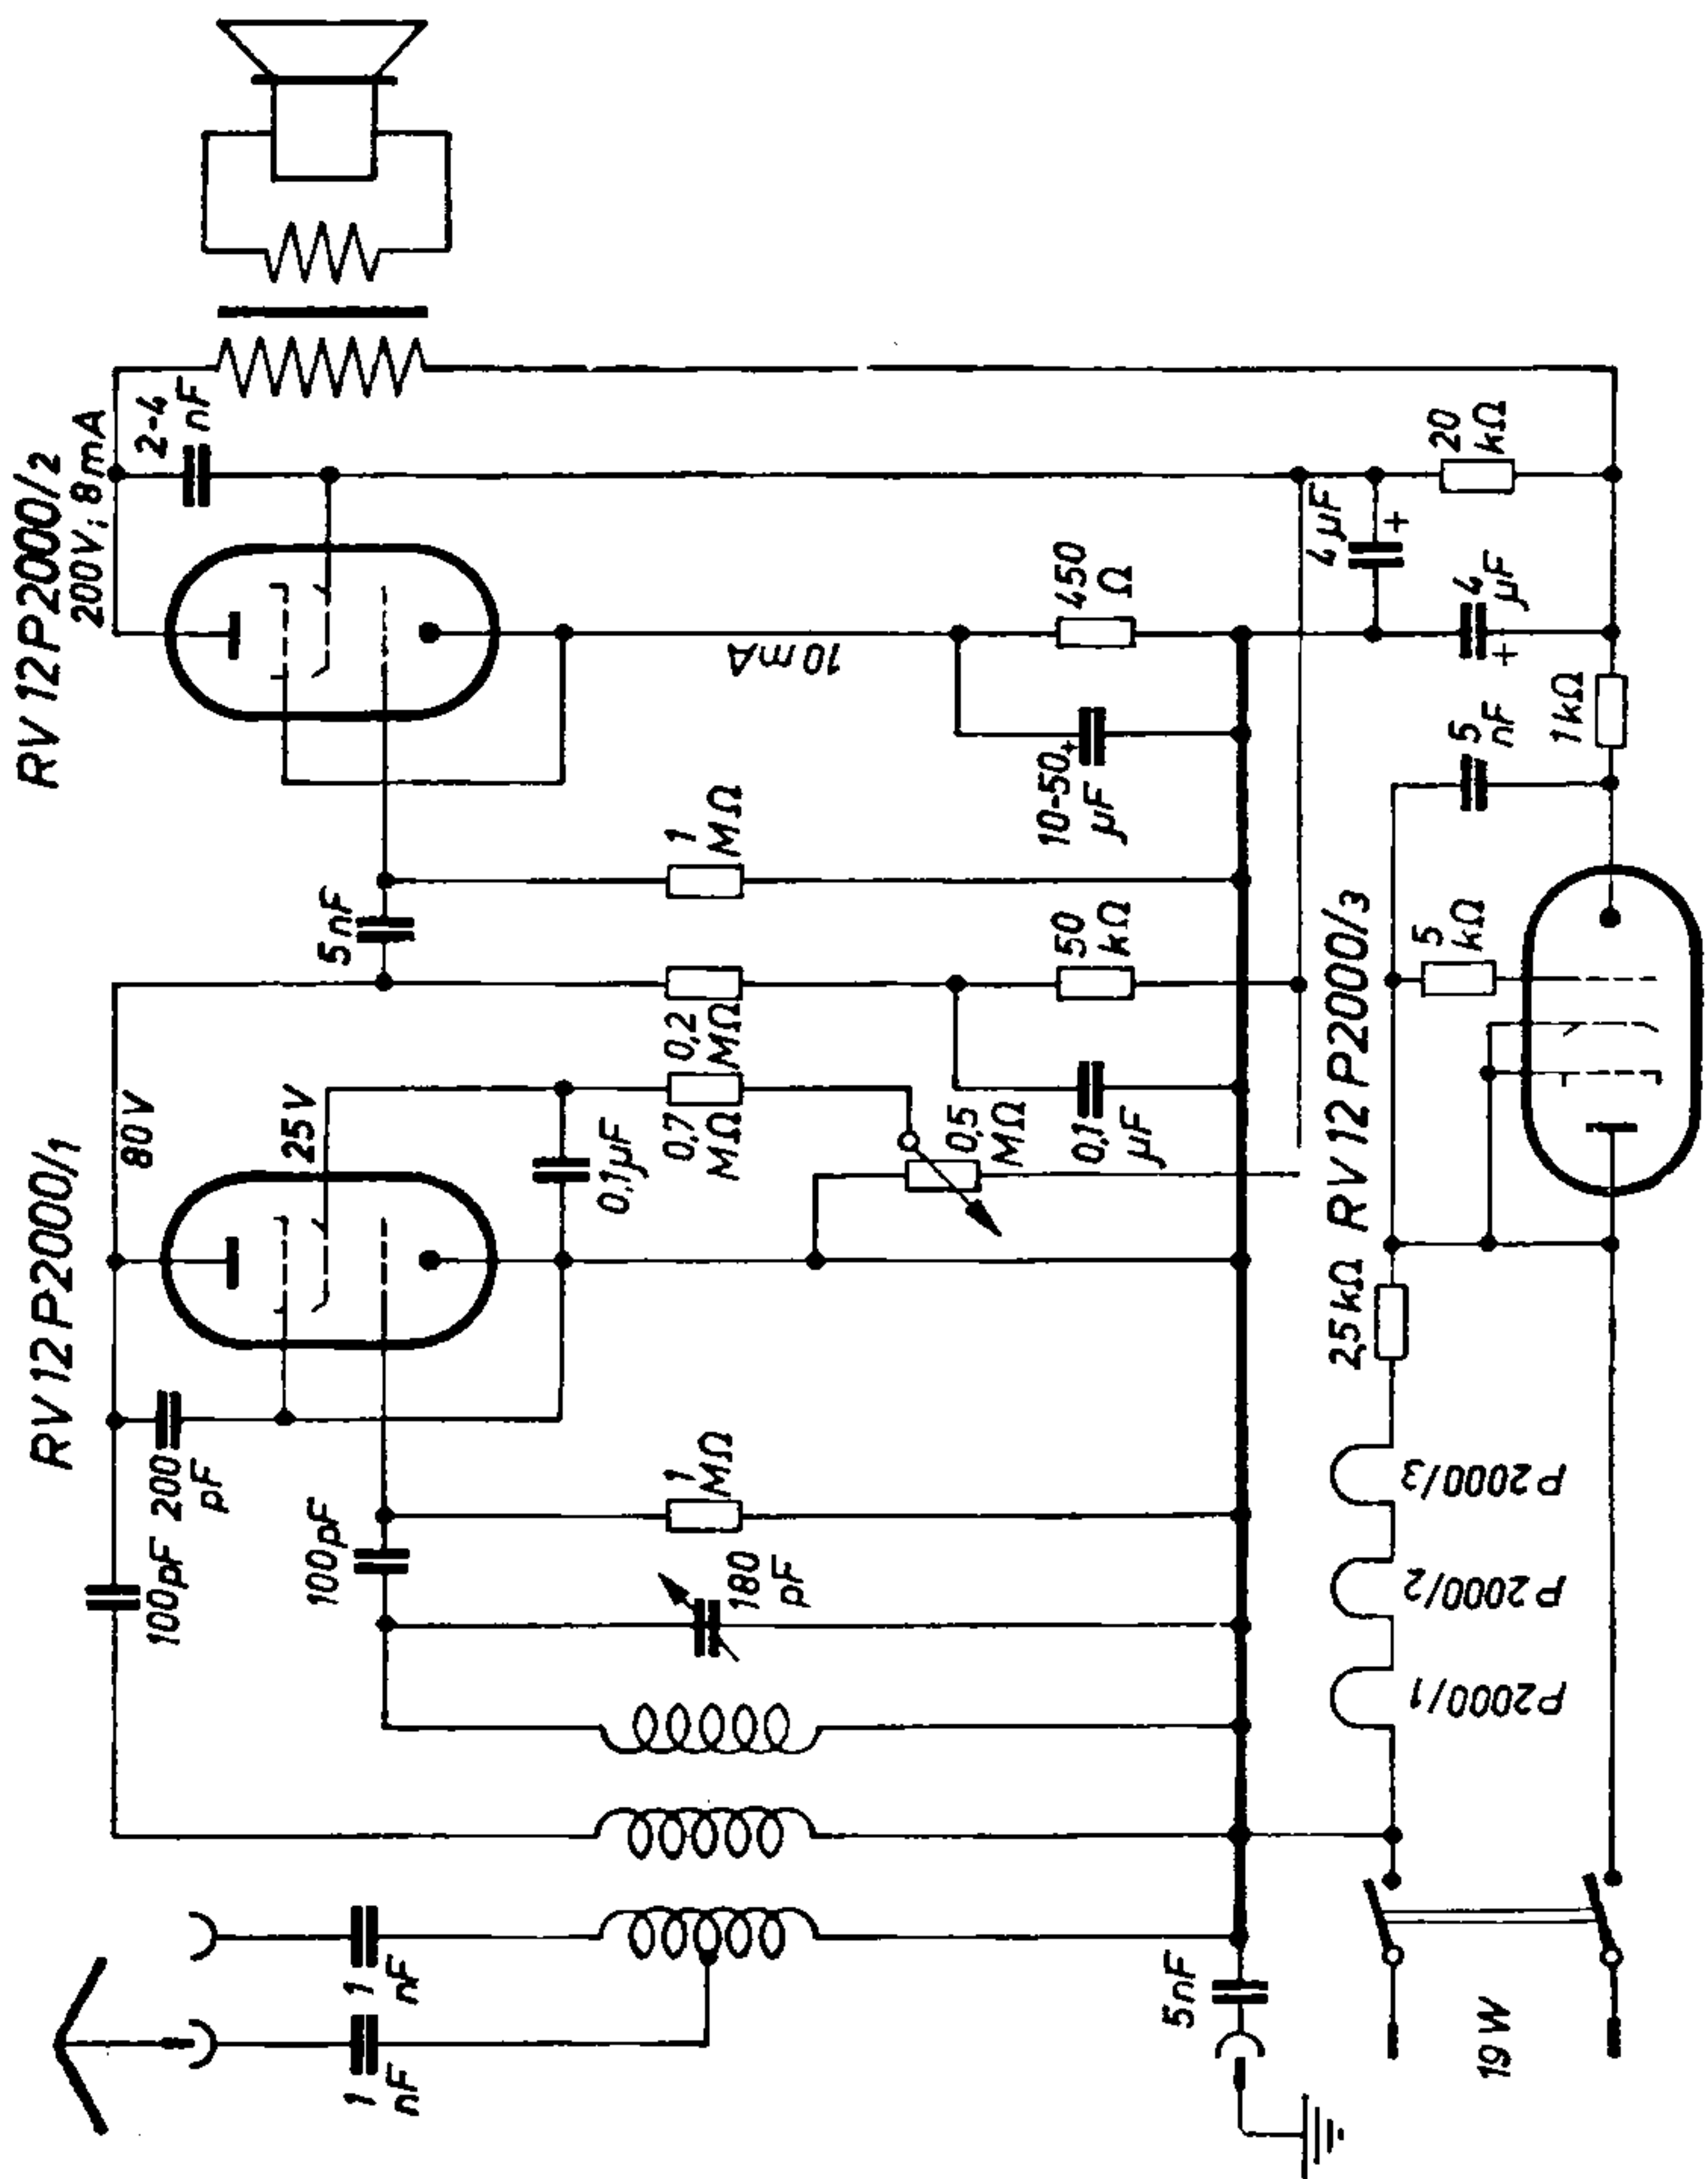 RV 12 P 2000/1
80 V
25 V
100 pF
200
pF
100 pF
1
MΩ
180
pF
1
nF
1
nF
5 nF
0,1 µF
0,7
MΩ
0,2
MΩ
0,5
MΩ
0,1
µF
50
kΩ
5 nF
1
MΩ
RV 12 P 2000/2
200 V; 8 mA
2-4
nF
10 mA
10-50
+
µF
450
Ω
4 µF
+
20
kΩ
4
µF
+
5
nF
1 kΩ
RV 12 P 2000/3
5
kΩ
2,5 kΩ
P 2000/3
P 2000/2
P 2000/1
19 W